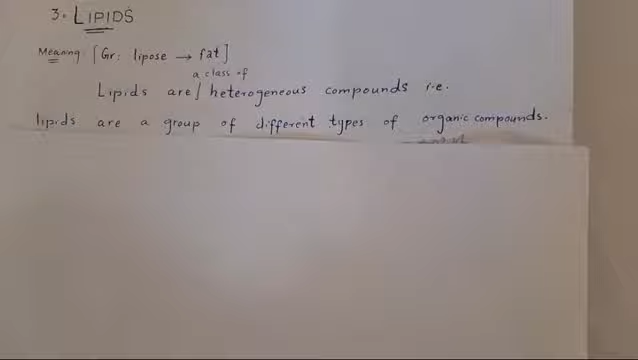 3. LIPIDS
Meaning [Gr: lipose → fat]
a class of
Lipids are / heterogeneous compounds i.e.
lipids are a group of different types of organic compounds.